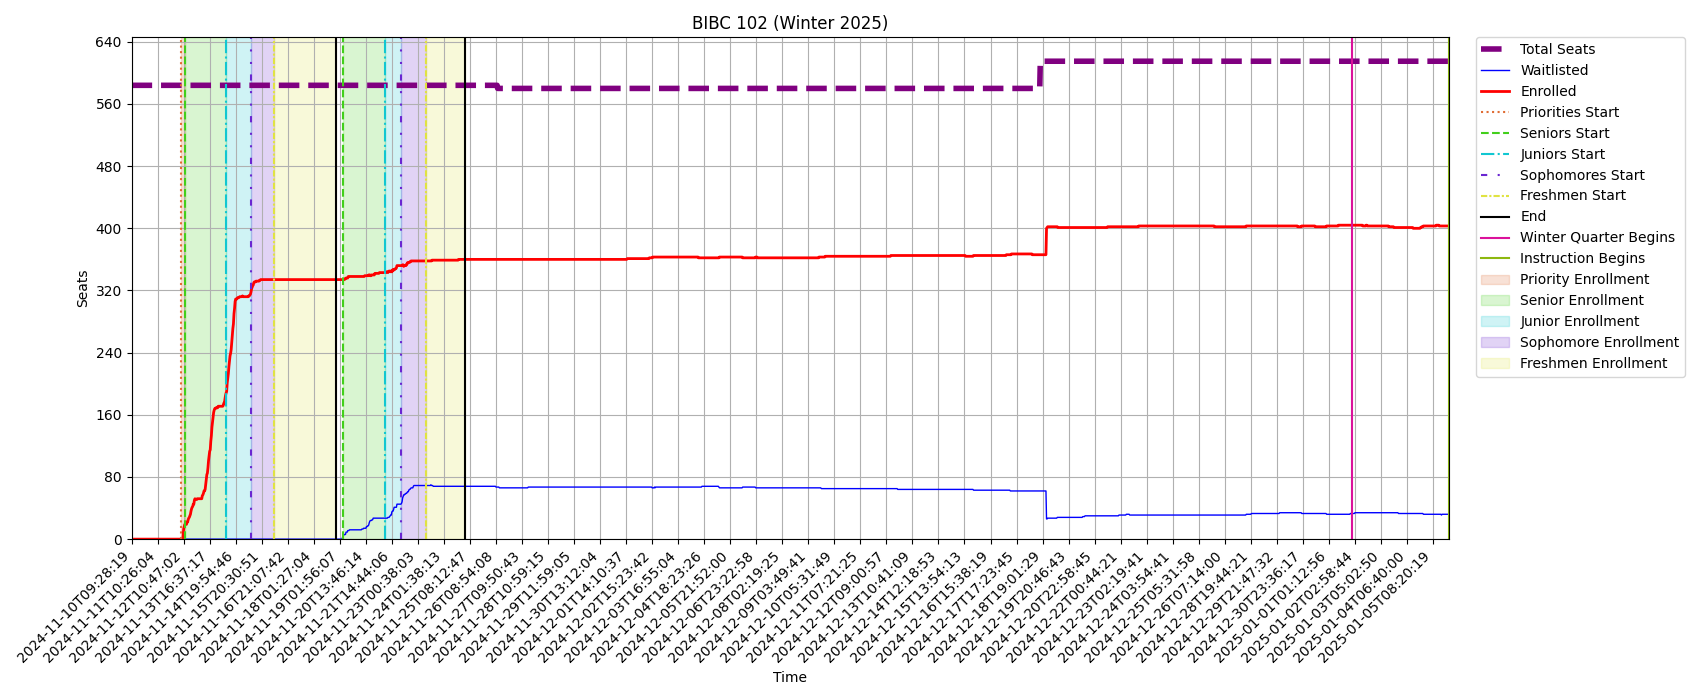 BIBC 102 (Winter 2025)
640
560
480
400
320
240
160
80
0
Seats
2024-11-10T09:28:19
2024-11-11T10:26:04
2024-11-12T10:47:02
2024-11-13T16:37:17
2024-11-14T19:54:46
2024-11-15T20:30:51
2024-11-16T21:07:42
2024-11-18T01:27:04
2024-11-19T01:56:07
2024-11-20T13:46:14
2024-11-21T14:44:06
2024-11-23T00:38:03
2024-11-24T01:38:13
2024-11-25T08:12:47
2024-11-26T08:54:08
2024-11-27T09:50:43
2024-11-28T10:59:15
2024-11-29T11:59:05
2024-11-30T13:12:04
2024-12-01T14:10:37
2024-12-02T15:23:42
2024-12-03T16:55:04
2024-12-04T18:23:26
2024-12-05T21:52:00
2024-12-06T23:22:58
2024-12-08T02:19:25
2024-12-09T03:49:41
2024-12-10T05:31:49
2024-12-11T07:21:25
2024-12-12T09:00:57
2024-12-13T10:41:09
2024-12-14T12:18:53
2024-12-15T13:54:13
2024-12-16T15:38:19
2024-12-17T17:23:45
2024-12-18T19:01:29
2024-12-19T20:46:43
2024-12-20T22:58:45
2024-12-22T00:44:21
2024-12-23T02:19:41
2024-12-24T03:54:41
2024-12-25T05:31:58
2024-12-26T07:14:00
2024-12-28T19:44:21
2024-12-29T21:47:32
2024-12-30T23:36:17
2025-01-01T01:12:56
2025-01-02T02:58:44
2025-01-03T05:02:50
2025-01-04T06:40:00
2025-01-05T08:20:19
Time
Total Seats
Waitlisted
Enrolled
Priorities Start
Seniors Start
Juniors Start
Sophomores Start
Freshmen Start
End
Winter Quarter Begins
Instruction Begins
Priority Enrollment
Senior Enrollment
Junior Enrollment
Sophomore Enrollment
Freshmen Enrollment